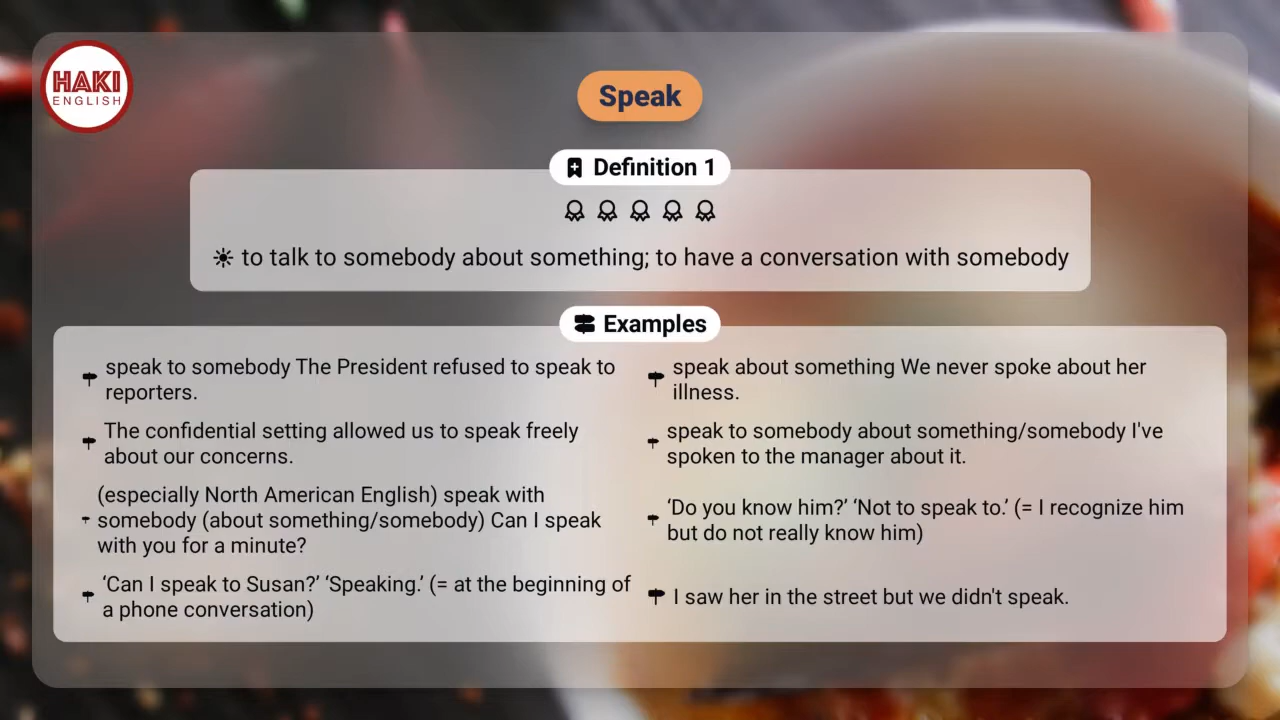 HAKI
ENGLISH
Speak
Definition 1
to talk to somebody about something; to have a conversation with somebody
Examples
speak to somebody The President refused to speak to
reporters.
speak about something We never spoke about her
illness.
The confidential setting allowed us to speak freely
about our concerns.
speak to somebody about something/somebody I've
spoken to the manager about it.
(especially North American English) speak with
somebody (about something/somebody) Can I speak
with you for a minute?
‘Do you know him?’ ‘Not to speak to.’ (= I recognize him
but do not really know him)
‘Can I speak to Susan?’ ‘Speaking.’ (= at the beginning of
a phone conversation)
I saw her in the street but we didn't speak.